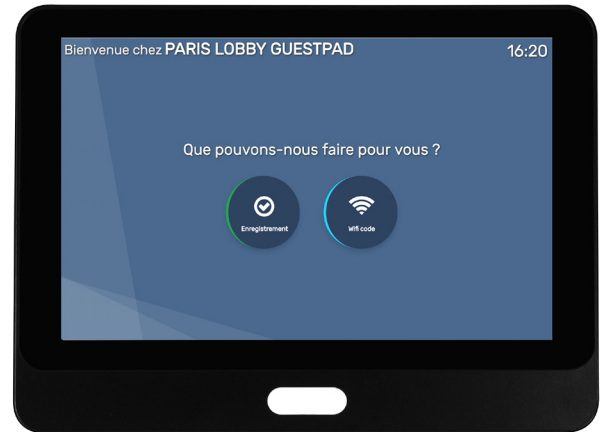 Bienvenue chez PARIS LOBBY GUESTPAD
16:20
Que pouvons-nous faire pour vous ?
Enregistrement
Wifi code